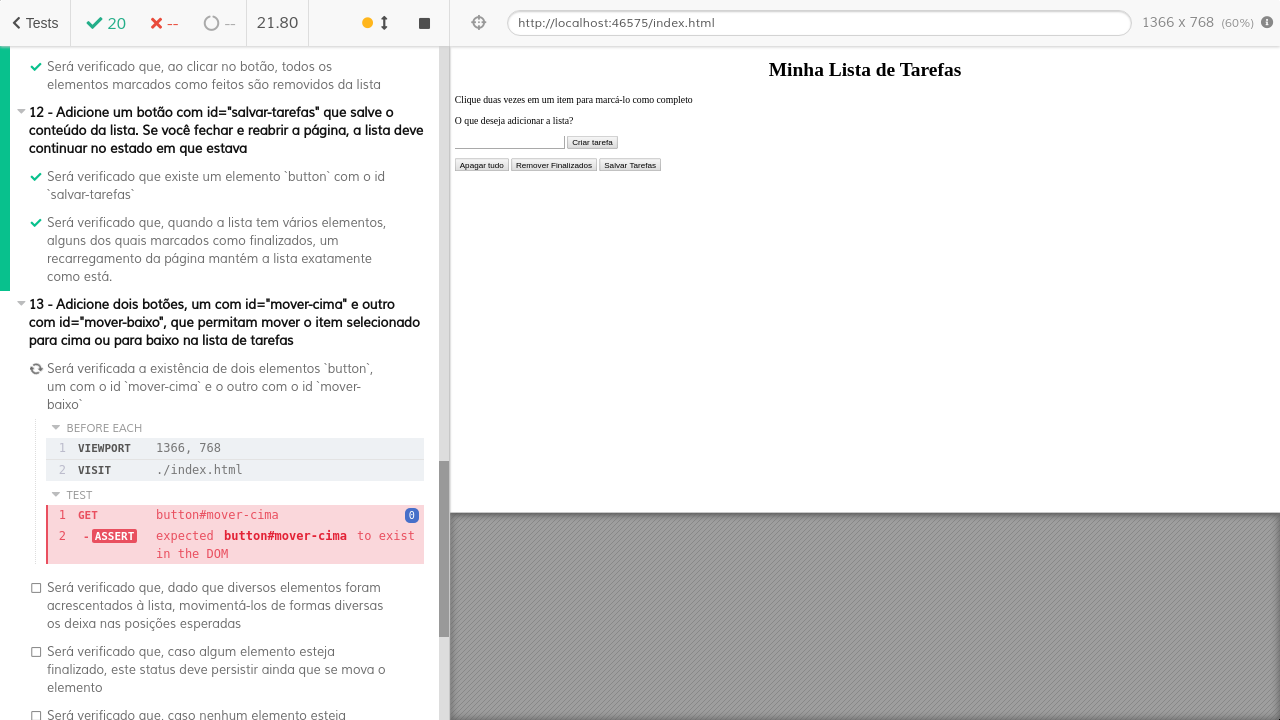 Tests
20
--
--
21.80
http://localhost:46575/index.html
1366 x 768 (60%)
Será verificado que, ao clicar no botão, todos os
elementos marcados como feitos são removidos da lista
12 - Adicione um botão com id="salvar-tarefas" que salve o
conteúdo da lista. Se você fechar e reabrir a página, a lista deve
continuar no estado em que estava
Será verificado que existe um elemento `button` com o id
`salvar-tarefas`
Será verificado que, quando a lista tem vários elementos,
alguns dos quais marcados como finalizados, um
recarregamento da página mantém a lista exatamente
como está.
13 - Adicione dois botões, um com id="mover-cima" e outro
com id="mover-baixo", que permitam mover o item selecionado
para cima ou para baixo na lista de tarefas
Será verificada a existência de dois elementos `button`,
um com o id `mover-cima` e o outro com o id `mover-
baixo`
BEFORE EACH
1 VIEWPORT 1366, 768
2 VISIT ./index.html
TEST
1 GET button#mover-cima 0
2 -ASSERT expected button#mover-cima to exist
in the DOM
Será verificado que, dado que diversos elementos foram
acrescentados à lista, movimentá-los de formas diversas
os deixa nas posições esperadas
Será verificado que, caso algum elemento esteja
finalizado, este status deve persistir ainda que se mova o
elemento
Será verificado que, caso nenhum elemento esteja
Minha Lista de Tarefas
Clique duas vezes em um item para marcá-lo como completo
O que deseja adicionar a lista?
Criar tarefa
Apagar tudo Remover Finalizados Salvar Tarefas